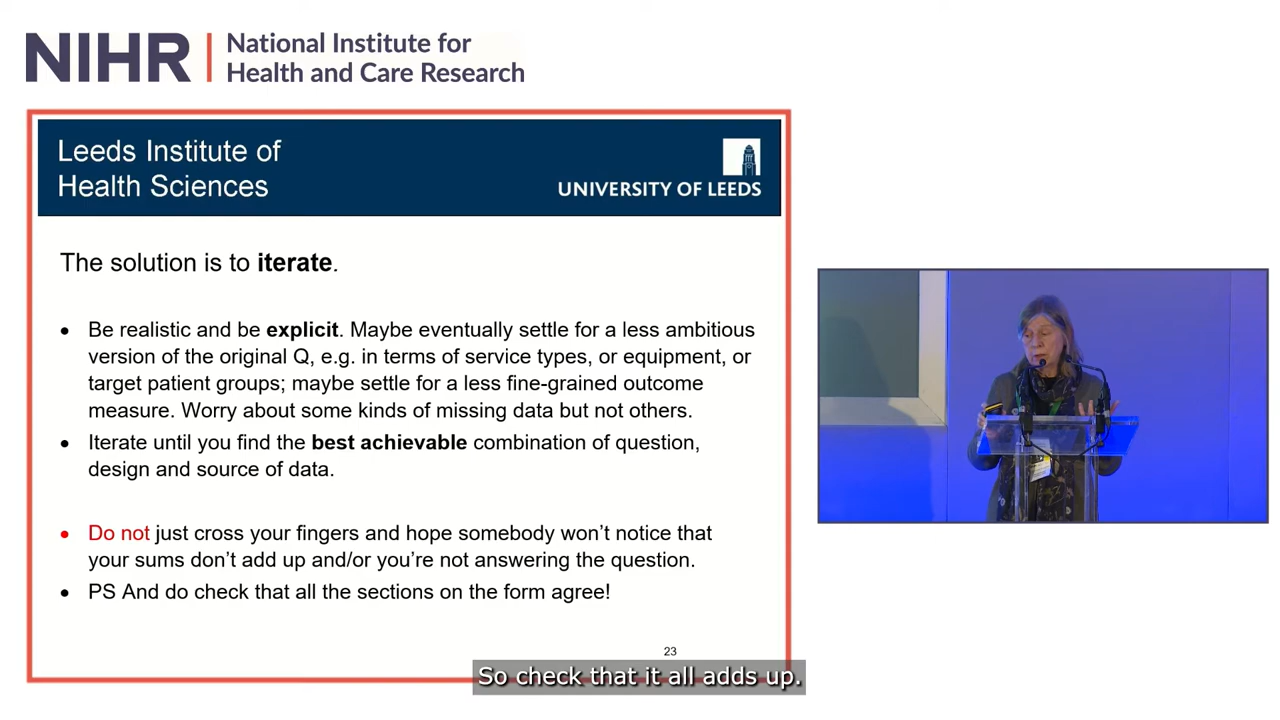 NIHR | National Institute for
Health and Care Research
Leeds Institute of
Health Sciences
UNIVERSITY OF LEEDS
The solution is to iterate.
• Be realistic and be explicit. Maybe eventually settle for a less ambitious
version of the original Q, e.g. in terms of service types, or equipment, or
target patient groups; maybe settle for a less fine-grained outcome
measure. Worry about some kinds of missing data but not others.
• Iterate until you find the best achievable combination of question,
design and source of data.
• Do not just cross your fingers and hope somebody won't notice that
your sums don't add up and/or you're not answering the question.
• PS And do check that all the sections on the form agree!
23
So check that it all adds up.